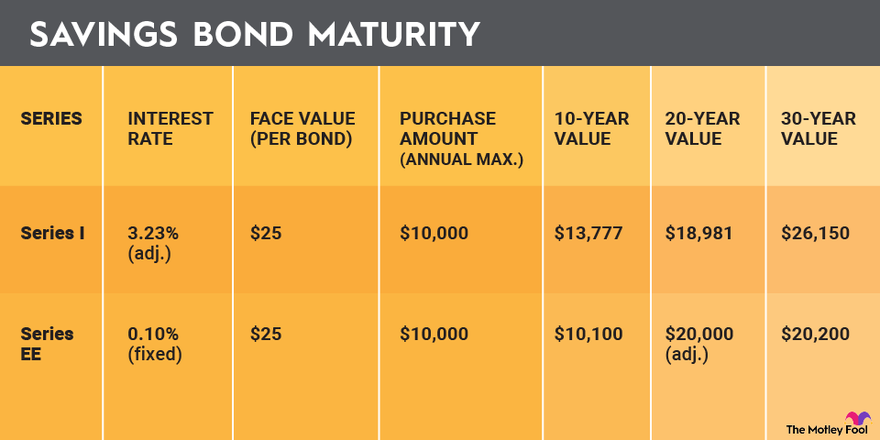 SAVINGS BOND MATURITY
SERIES
INTEREST
RATE
FACE VALUE
(PER BOND)
PURCHASE
AMOUNT
(ANNUAL MAX.)
10-YEAR
VALUE
20-YEAR
VALUE
30-YEAR
VALUE
Series I
3.23%
(adj.)
$25
$10,000
$13,777
$18,981
$26,150
Series
EE
0.10%
(fixed)
$25
$10,000
$10,100
$20,000
(adj.)
$20,200
The Motley Fool